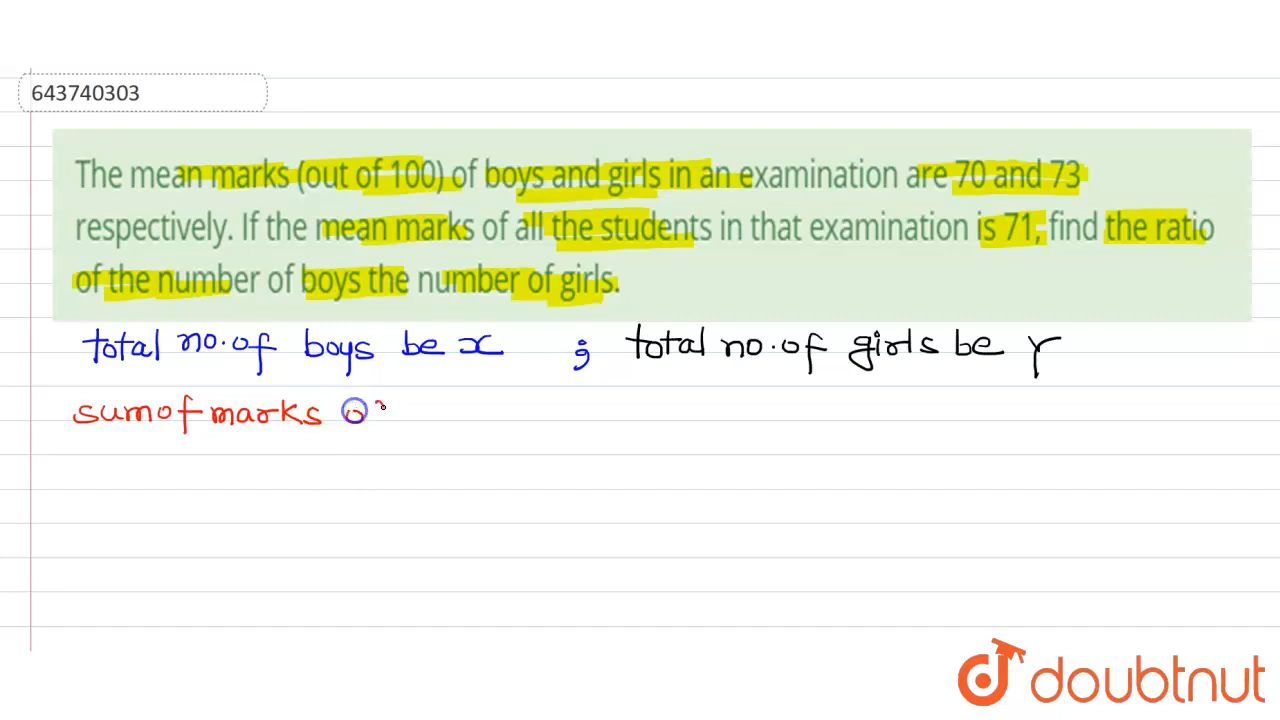 643740303
The mean marks (out of 100) of boys and girls in an examination are 70 and 73
respectively. If the mean marks of all the students in that examination is 71, find the ratio
of the number of boys the number of girls.
total no. of boys be x ; total no. of girls be y
sum of marks o
doubtnut